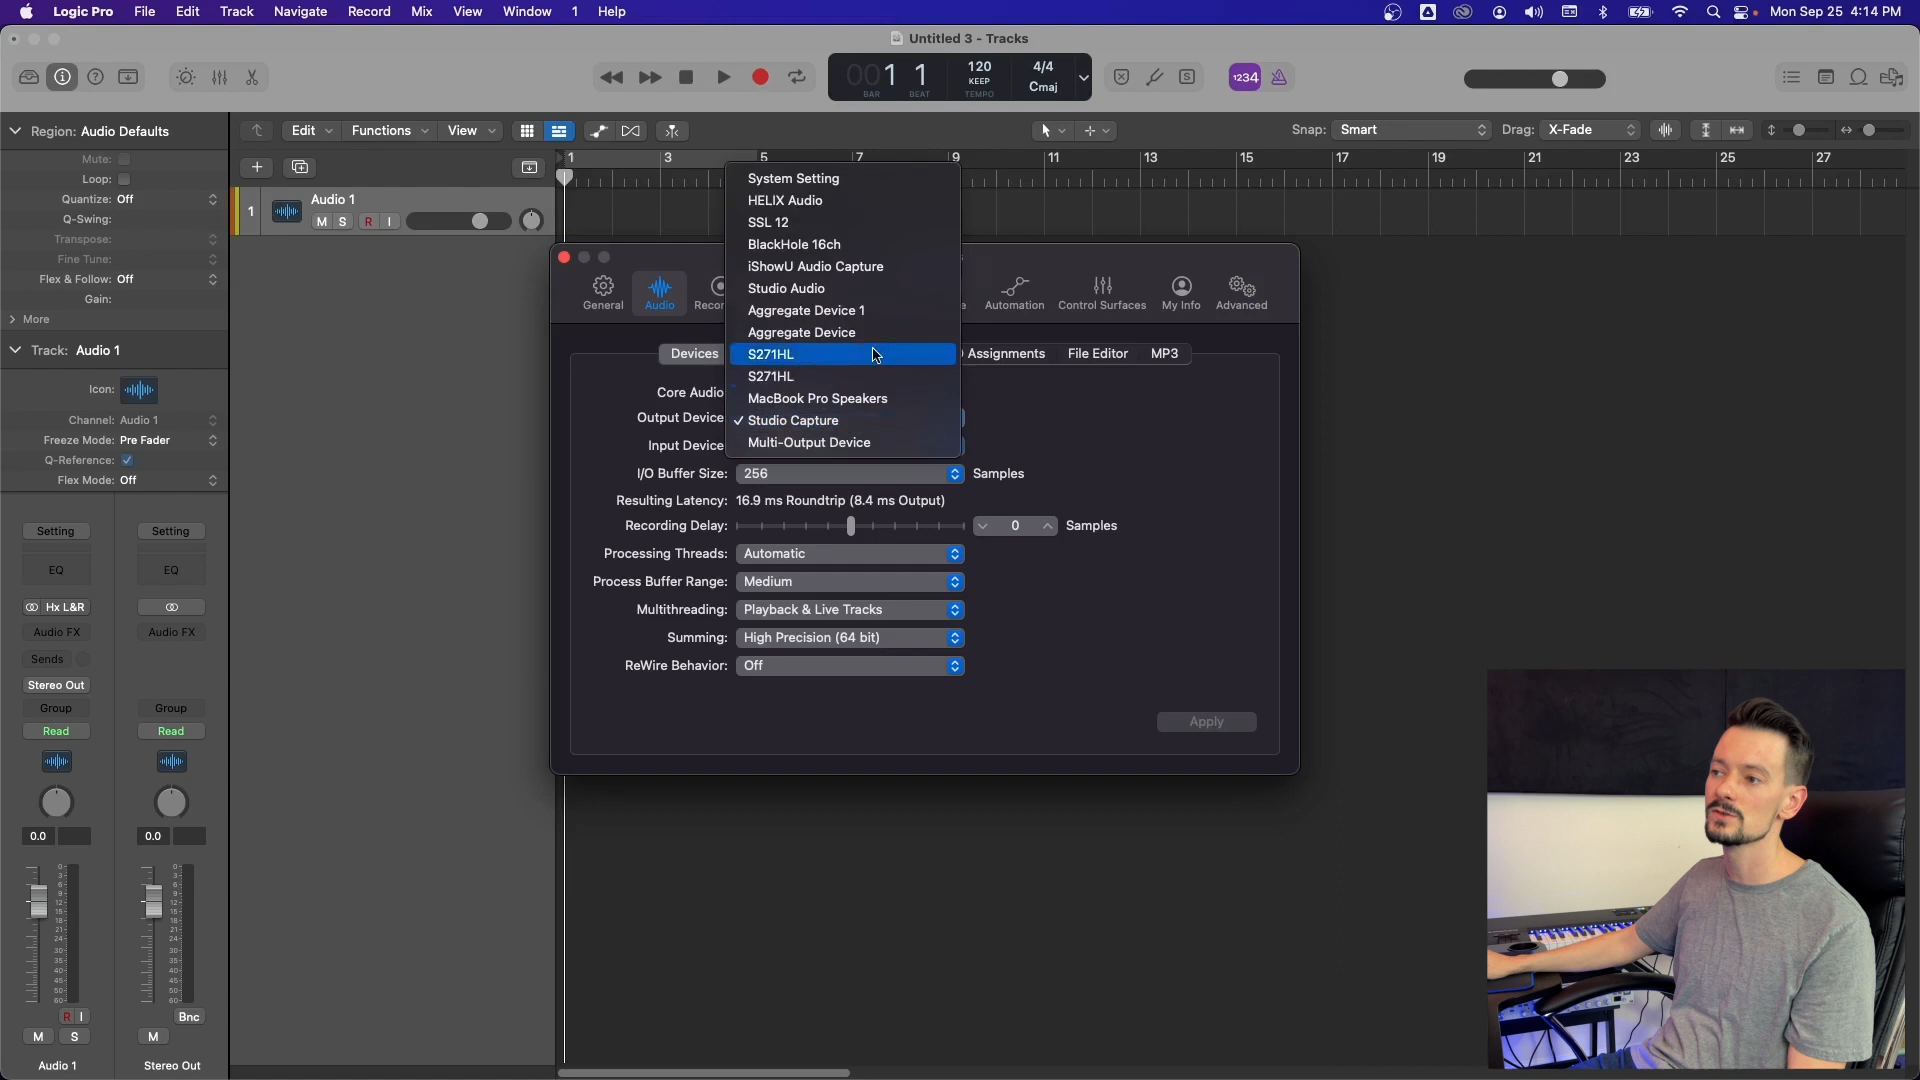 Logic Pro File Edit Track Navigate Record Mix View Window 1 Help
Mon Sep 25 4:14 PM
Untitled 3 - Tracks
001 1
BAR BEAT
120
KEEP
TEMPO
4/4
Cmaj
S
1234
Region: Audio Defaults
Mute:
Loop:
Quantize: Off
Q-Swing:
Transpose:
Fine Tune:
Flex & Follow: Off
Gain:
More
Track: Audio 1
Icon:
Channel: Audio 1
Freeze Mode: Pre Fader
Q-Reference:
Flex Mode: Off
Edit Functions View
Snap: Smart
Drag: X-Fade
1 3 5 7 9 11 13 15 17 19 21 23 25 27
1
Audio 1
M S R I
System Setting
HELIX Audio
SSL 12
BlackHole 16ch
iShowU Audio Capture
Studio Audio
Aggregate Device 1
Aggregate Device
S271HL
S271HL
MacBook Pro Speakers
Studio Capture
Multi-Output Device
General Audio Recor Automation Control Surfaces My Info Advanced
Devices Assignments File Editor MP3
Core Audio
Output Device
Input Device
I/O Buffer Size: 256 Samples
Resulting Latency: 16.9 ms Roundtrip (8.4 ms Output)
Recording Delay: 0 Samples
Processing Threads: Automatic
Process Buffer Range: Medium
Multithreading: Playback & Live Tracks
Summing: High Precision (64 bit)
ReWire Behavior: Off
Apply
Setting Setting
EQ EQ
Hx L&R
Audio FX Audio FX
Sends
Stereo Out
Group Group
Read Read
0.0 0.0
R I Bnc
M S M
Audio 1 Stereo Out